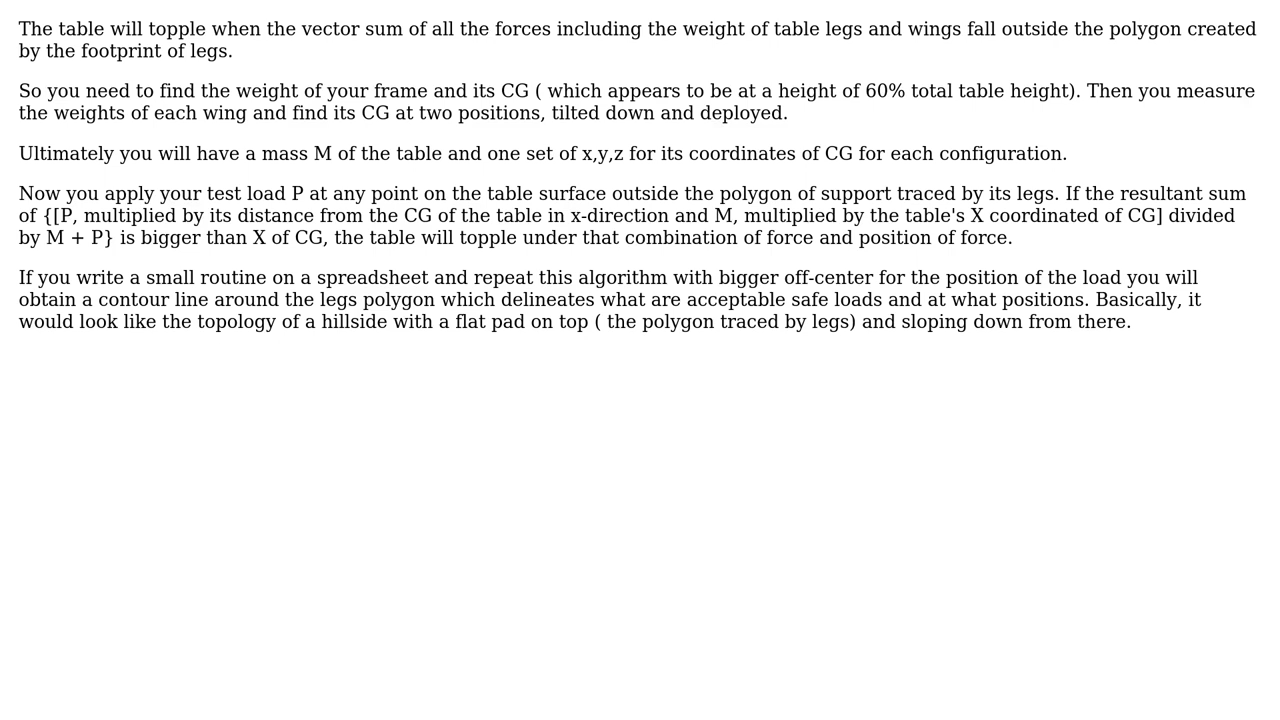 The table will topple when the vector sum of all the forces including the weight of table legs and wings fall outside the polygon created
by the footprint of legs.
So you need to find the weight of your frame and its CG ( which appears to be at a height of 60% total table height). Then you measure
the weights of each wing and find its CG at two positions, tilted down and deployed.
Ultimately you will have a mass M of the table and one set of x,y,z for its coordinates of CG for each configuration.
Now you apply your test load P at any point on the table surface outside the polygon of support traced by its legs. If the resultant sum
of {[P, multiplied by its distance from the CG of the table in x-direction and M, multiplied by the table's X coordinated of CG] divided
by M + P} is bigger than X of CG, the table will topple under that combination of force and position of force.
If you write a small routine on a spreadsheet and repeat this algorithm with bigger off-center for the position of the load you will
obtain a contour line around the legs polygon which delineates what are acceptable safe loads and at what positions. Basically, it
would look like the topology of a hillside with a flat pad on top ( the polygon traced by legs) and sloping down from there.